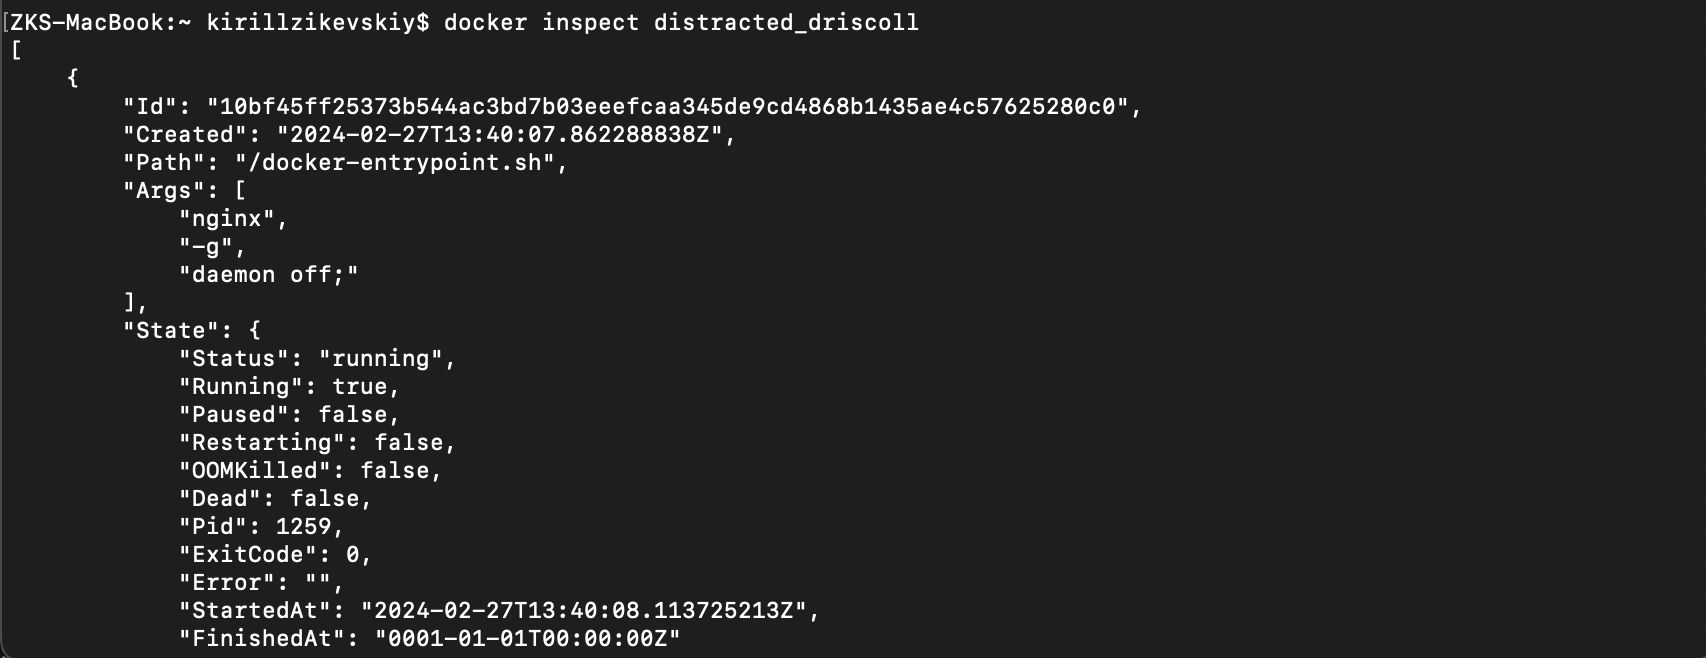 [ZKS-MacBook:~ kirillzikevskiy$ docker inspect distracted_driscoll
[
    {
        "Id": "10bf45ff25373b544ac3bd7b03eeefcaa345de9cd4868b1435ae4c57625280c0",
        "Created": "2024-02-27T13:40:07.862288838Z",
        "Path": "/docker-entrypoint.sh",
        "Args": [
            "nginx",
            "-g",
            "daemon off;"
        ],
        "State": {
            "Status": "running",
            "Running": true,
            "Paused": false,
            "Restarting": false,
            "OOMKilled": false,
            "Dead": false,
            "Pid": 1259,
            "ExitCode": 0,
            "Error": "",
            "StartedAt": "2024-02-27T13:40:08.113725213Z",
            "FinishedAt": "0001-01-01T00:00:00Z"